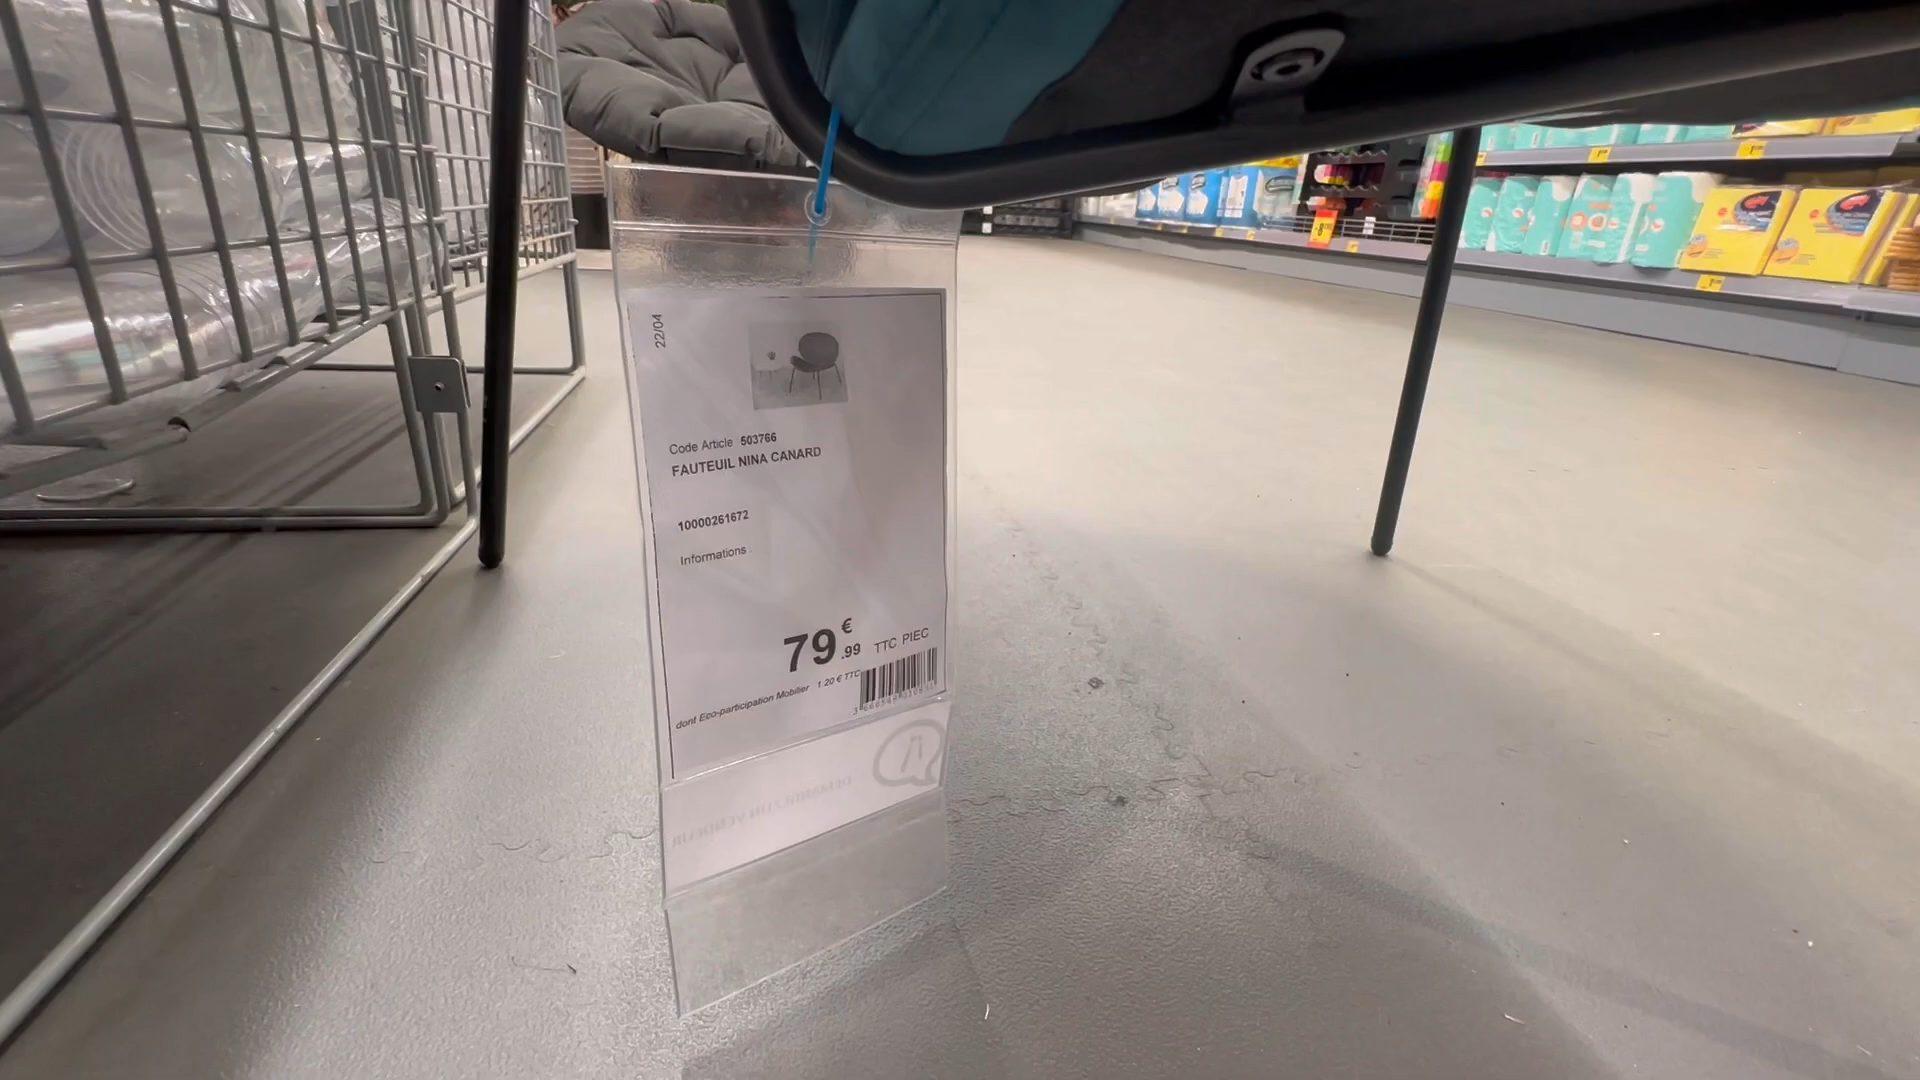 22/04
Code Article 503766
FAUTEUIL NINA CANARD
10000261672
Informations
79 €.99 TTC PIEC
dont Eco-participation Mobilier 1.20 € TTC